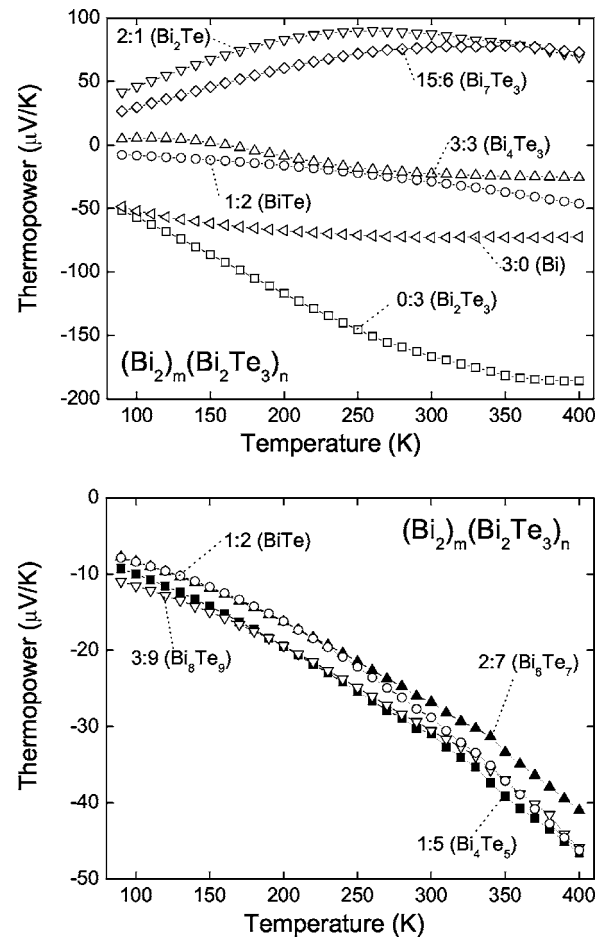 100
50
0
-50
-100
-150
-200
Thermopower (μV/K)
2:1 (Bi₂Te)
15:6 (Bi₇Te₃)
3:3 (Bi₄Te₃)
1:2 (BiTe)
3:0 (Bi)
0:3 (Bi₂Te₃)
(Bi₂)ₘ(Bi₂Te₃)ₙ
100 150 200 250 300 350 400
Temperature (K)
0
-10
-20
-30
-40
-50
Thermopower (μV/K)
1:2 (BiTe)
(Bi₂)ₘ(Bi₂Te₃)ₙ
3:9 (Bi₈Te₉)
2:7 (Bi₆Te₇)
1:5 (Bi₄Te₅)
100 150 200 250 300 350 400
Temperature (K)